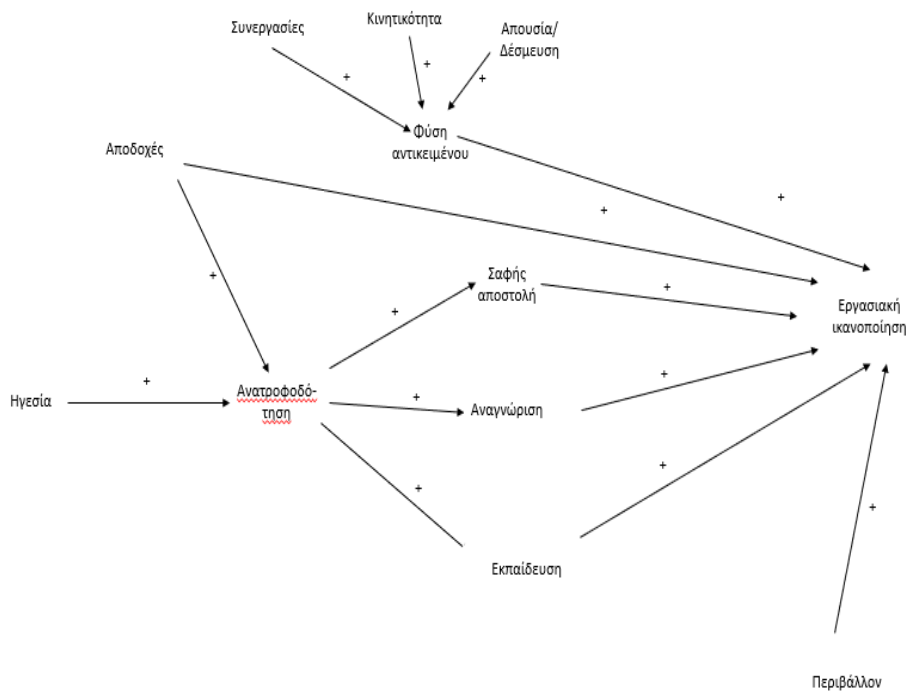 Συνεργασίες
Κινητικότητα
Απουσία/
Δέσμευση
+
+
+
Φύση
αντικειμένου
Αποδοχές
+
+
+
Σαφής
αποστολή
+
+
Εργασιακή
ικανοποίηση
Ηγεσία
+
Ανατροφοδό-
τηση
+
Αναγνώριση
+
+
Εκπαίδευση
+
+
Περιβάλλον